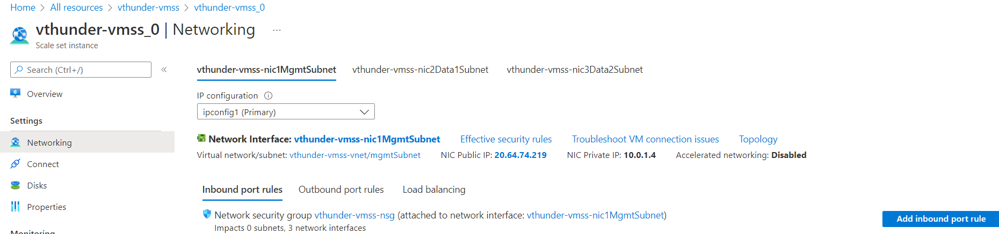 Home > All resources > vthunder-vmss > vthunder-vmss_0
vthunder-vmss_0 | Networking ...
Scale set instance
Search (Ctrl+/) «
Overview
Settings
Networking
Connect
Disks
Properties
Monitoring
vthunder-vmss-nic1MgmtSubnet vthunder-vmss-nic2Data1Subnet vthunder-vmss-nic3Data2Subnet
IP configuration
ipconfig1 (Primary)
Network Interface: vthunder-vmss-nic1MgmtSubnet Effective security rules Troubleshoot VM connection issues Topology
Virtual network/subnet: vthunder-vmss-vnet/mgmtSubnet NIC Public IP: 20.64.74.219 NIC Private IP: 10.0.1.4 Accelerated networking: Disabled
Inbound port rules Outbound port rules Load balancing
Network security group vthunder-vmss-nsg (attached to network interface: vthunder-vmss-nic1MgmtSubnet)
Impacts 0 subnets, 3 network interfaces
Add inbound port rule